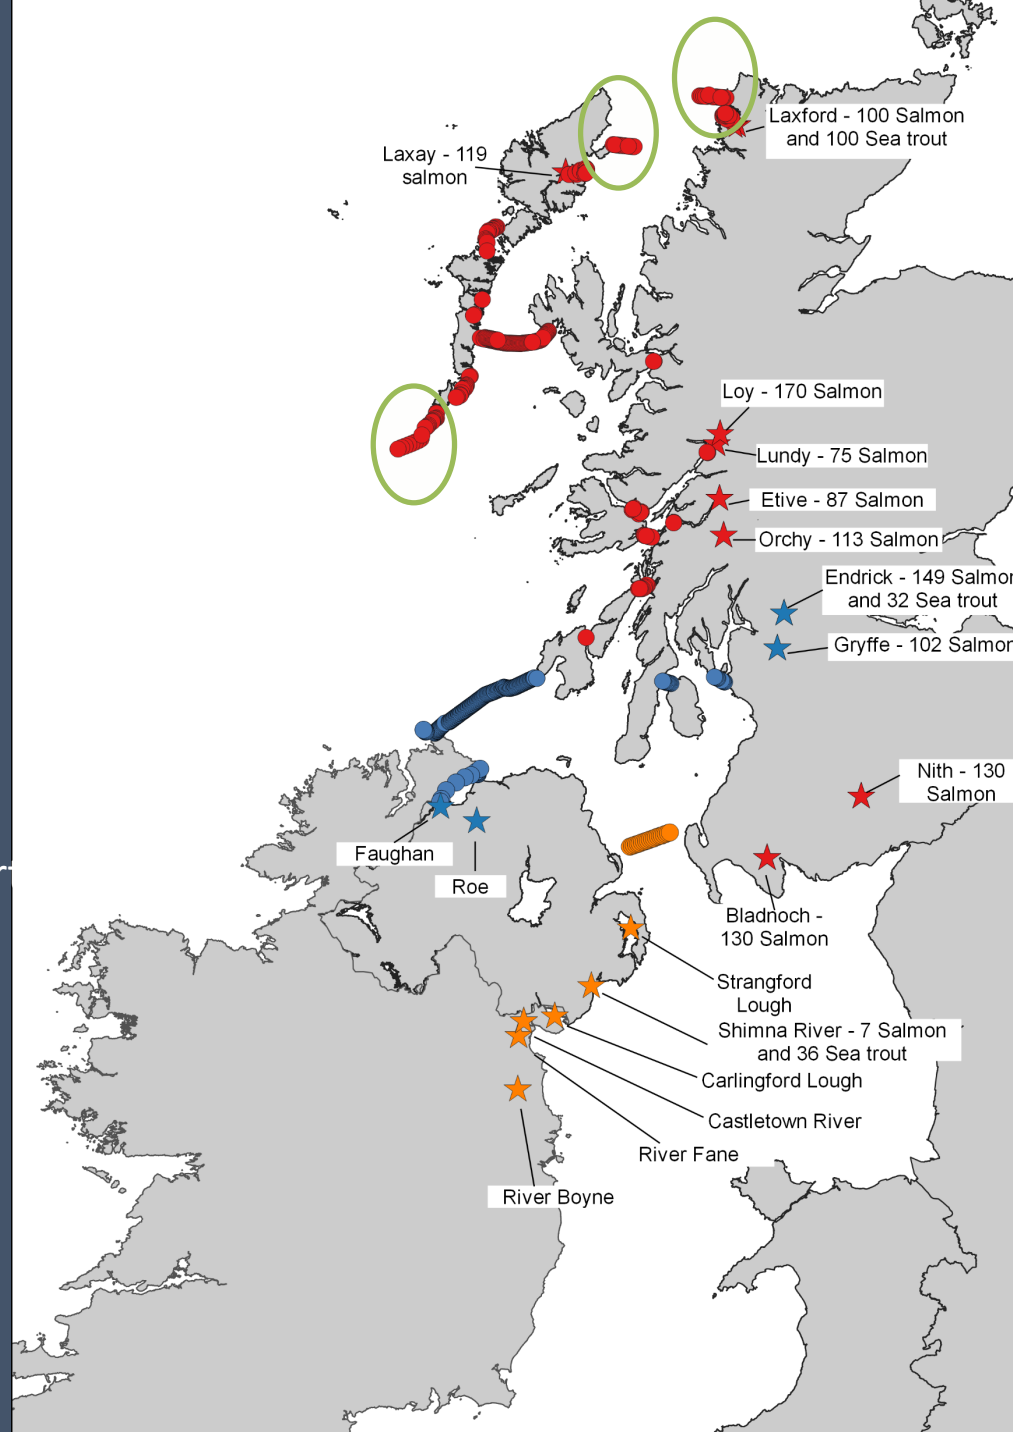 Laxford - 100 Salmon
and 100 Sea trout
Laxay - 119
salmon
Loy - 170 Salmon
Lundy - 75 Salmon
Etive - 87 Salmon
Orchy - 113 Salmon
Endrick - 149 Salmon
and 32 Sea trout
Gryffe - 102 Salmon
Nith - 130
Salmon
Faughan
Roe
Bladnoch -
130 Salmon
Strangford
Lough
Shimna River - 7 Salmon
and 36 Sea trout
Carlingford Lough
Castletown River
River Fane
River Boyne